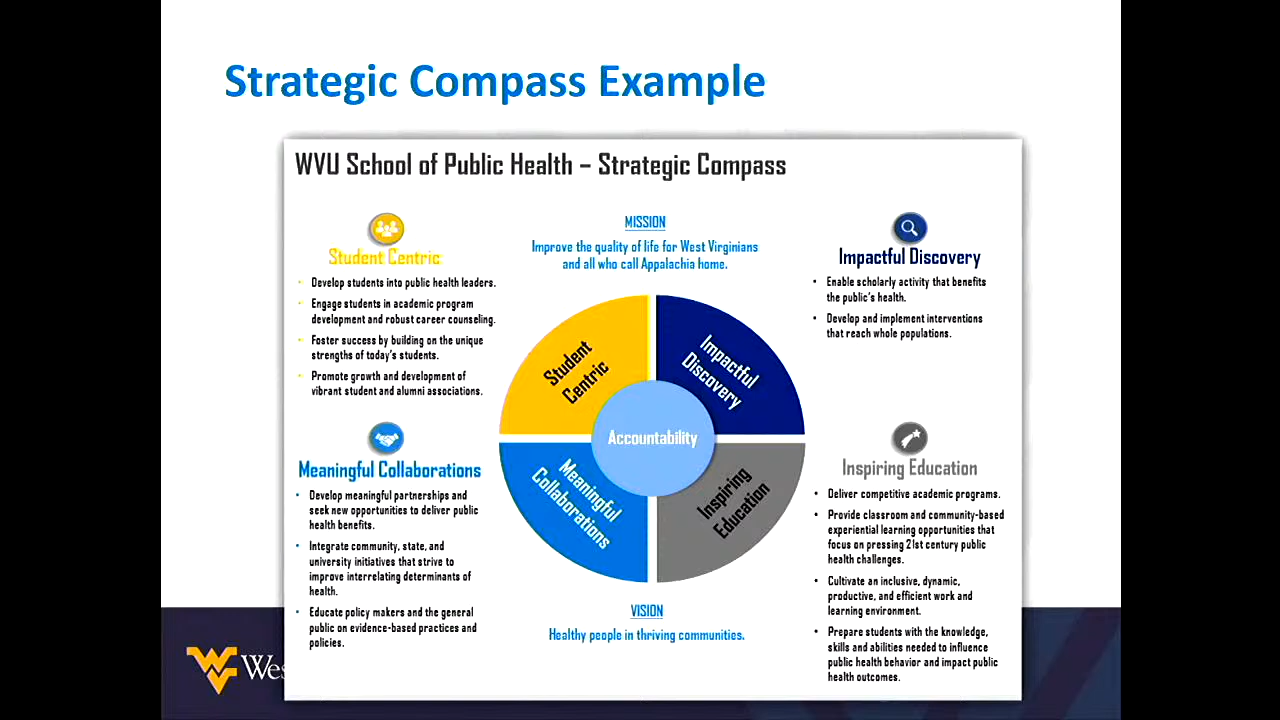 Strategic Compass Example
WVU School of Public Health – Strategic Compass
Student Centric
• Develop students into public health leaders.
• Engage students in academic program
development and robust career counseling.
• Foster success by building on the unique
strengths of today's students.
• Promote growth and development of
vibrant student and alumni associations.
MISSION
Improve the quality of life for West Virginians
and all who call Appalachia home.
Impactful Discovery
• Enable scholarly activity that benefits
the public's health.
• Develop and implement interventions
that reach whole populations.
Student
Centric
Impactful
Discovery
Accountability
Meaningful
Collaborations
Inspiring
Education
Meaningful Collaborations
• Develop meaningful partnerships and
seek new opportunities to deliver public
health benefits.
• Integrate community, state, and
university initiatives that strive to
improve interrelating determinants of
health.
• Educate policy makers and the general
public on evidence-based practices and
policies.
VISION
Healthy people in thriving communities.
Inspiring Education
• Deliver competitive academic programs.
• Provide classroom and community-based
experiential learning opportunities that
focus on pressing 21st century public
health challenges.
• Cultivate an inclusive, dynamic,
productive, and efficient work and
learning environment.
• Prepare students with the knowledge,
skills and abilities needed to influence
public health behavior and impact public
health outcomes.
WV